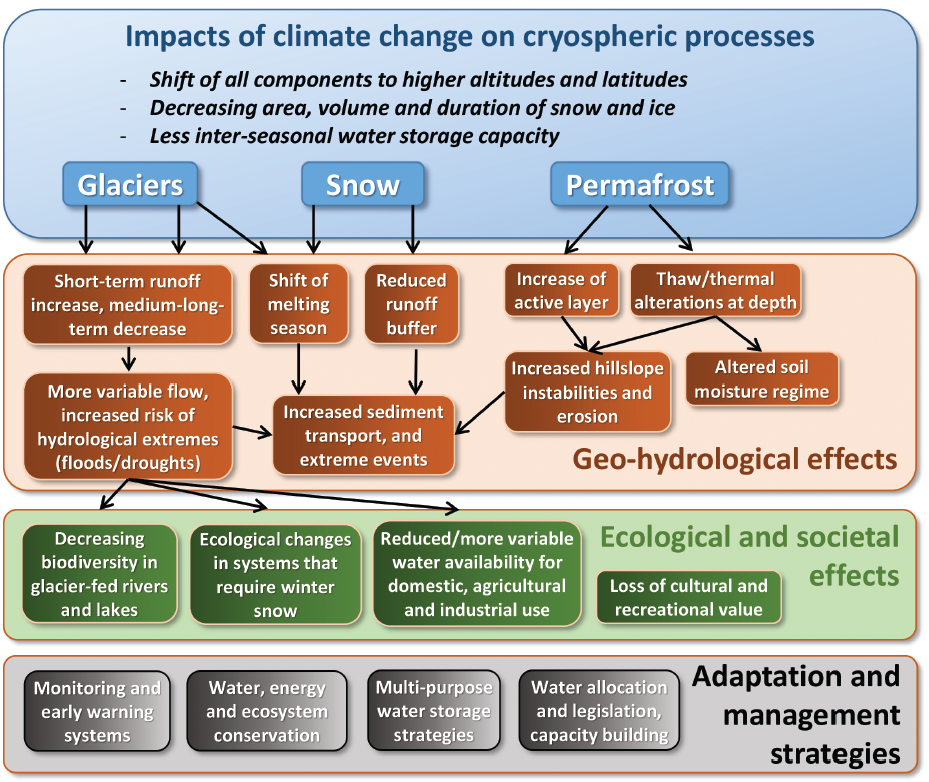 Impacts of climate change on cryospheric processes
- Shift of all components to higher altitudes and latitudes
- Decreasing area, volume and duration of snow and ice
- Less inter-seasonal water storage capacity
Glaciers
Snow
Permafrost
Short-term runoff
increase, medium-long-
term decrease
Shift of
melting
season
Reduced
runoff
buffer
Increase of
active layer
Thaw/thermal
alterations at depth
More variable flow,
increased risk of
hydrological extremes
(floods/droughts)
Increased sediment
transport, and
extreme events
Increased hillslope
instabilities and
erosion
Altered soil
moisture regime
Geo-hydrological effects
Decreasing
biodiversity in
glacier-fed rivers
and lakes
Ecological changes
in systems that
require winter
snow
Reduced/more variable
water availability for
domestic, agricultural
and industrial use
Ecological and societal
effects
Loss of cultural and
recreational value
Monitoring and
early warning
systems
Water, energy
and ecosystem
conservation
Multi-purpose
water storage
strategies
Water allocation
and legislation,
capacity building
Adaptation and
management
strategies